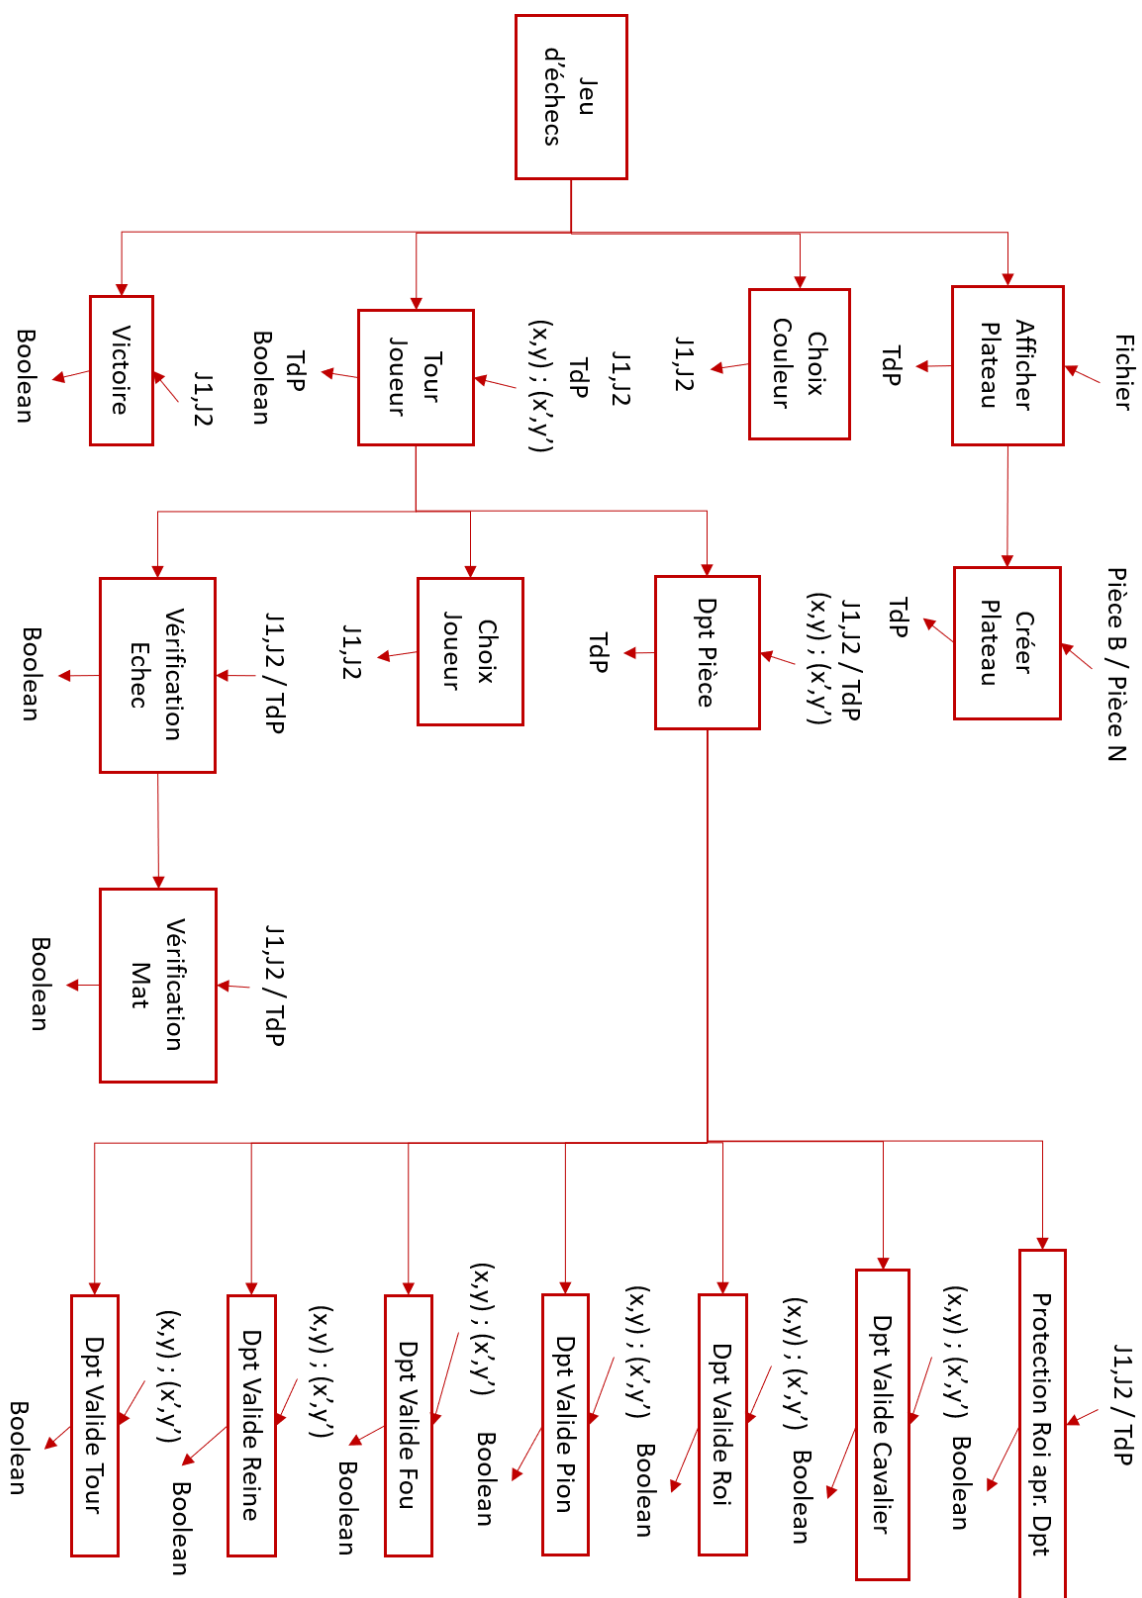 Jeu
d'échecs
Fichier
Afficher
Plateau
TdP
Choix
Couleur
J1,J2
J1,J2
TdP
(x,y) ; (x',y')
Tour
Joueur
TdP
Boolean
J1,J2
Victoire
Boolean
Pièce B / Pièce N
Créer
Plateau
TdP
J1,J2 / TdP
(x,y) ; (x',y')
Dpt Pièce
TdP
Choix
Joueur
J1,J2
J1,J2 / TdP
Vérification
Echec
Boolean
J1,J2 / TdP
Vérification
Mat
Boolean
J1,J2 / TdP
Protection Roi apr. Dpt
Boolean
(x,y) ; (x',y')
Dpt Valide Cavalier
Boolean
(x,y) ; (x',y')
Dpt Valide Roi
Boolean
(x,y) ; (x',y')
Dpt Valide Pion
Boolean
(x,y) ; (x',y')
Dpt Valide Fou
Boolean
(x,y) ; (x',y')
Dpt Valide Reine
Boolean
(x,y) ; (x',y')
Dpt Valide Tour
Boolean